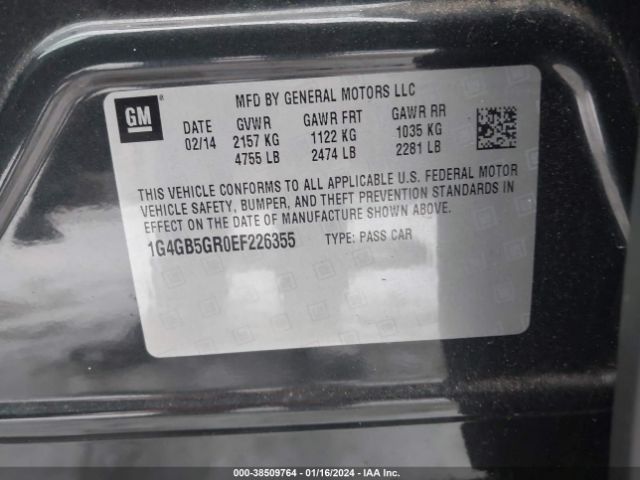 GM
MFD BY GENERAL MOTORS LLC
DATE GVWR GAWR FRT GAWR RR
02/14 2157 KG 1122 KG 1035 KG
4755 LB 2474 LB 2281 LB
THIS VEHICLE CONFORMS TO ALL APPLICABLE U.S. FEDERAL MOTOR
VEHICLE SAFETY, BUMPER, AND THEFT PREVENTION STANDARDS IN
EFFECT ON THE DATE OF MANUFACTURE SHOWN ABOVE.
1G4GB5GR0EF226355 TYPE: PASS CAR
000-38509764 - 01/16/2024 - IAA Inc.